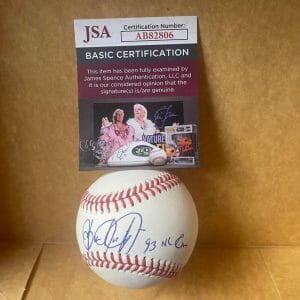 JSA
Certification Number:
AB82806
BASIC CERTIFICATION
This item has been fully examined by
James Spence Authentication, LLC and
it is our considered opinion that the
signature(s) is/are genuine.
93 NL